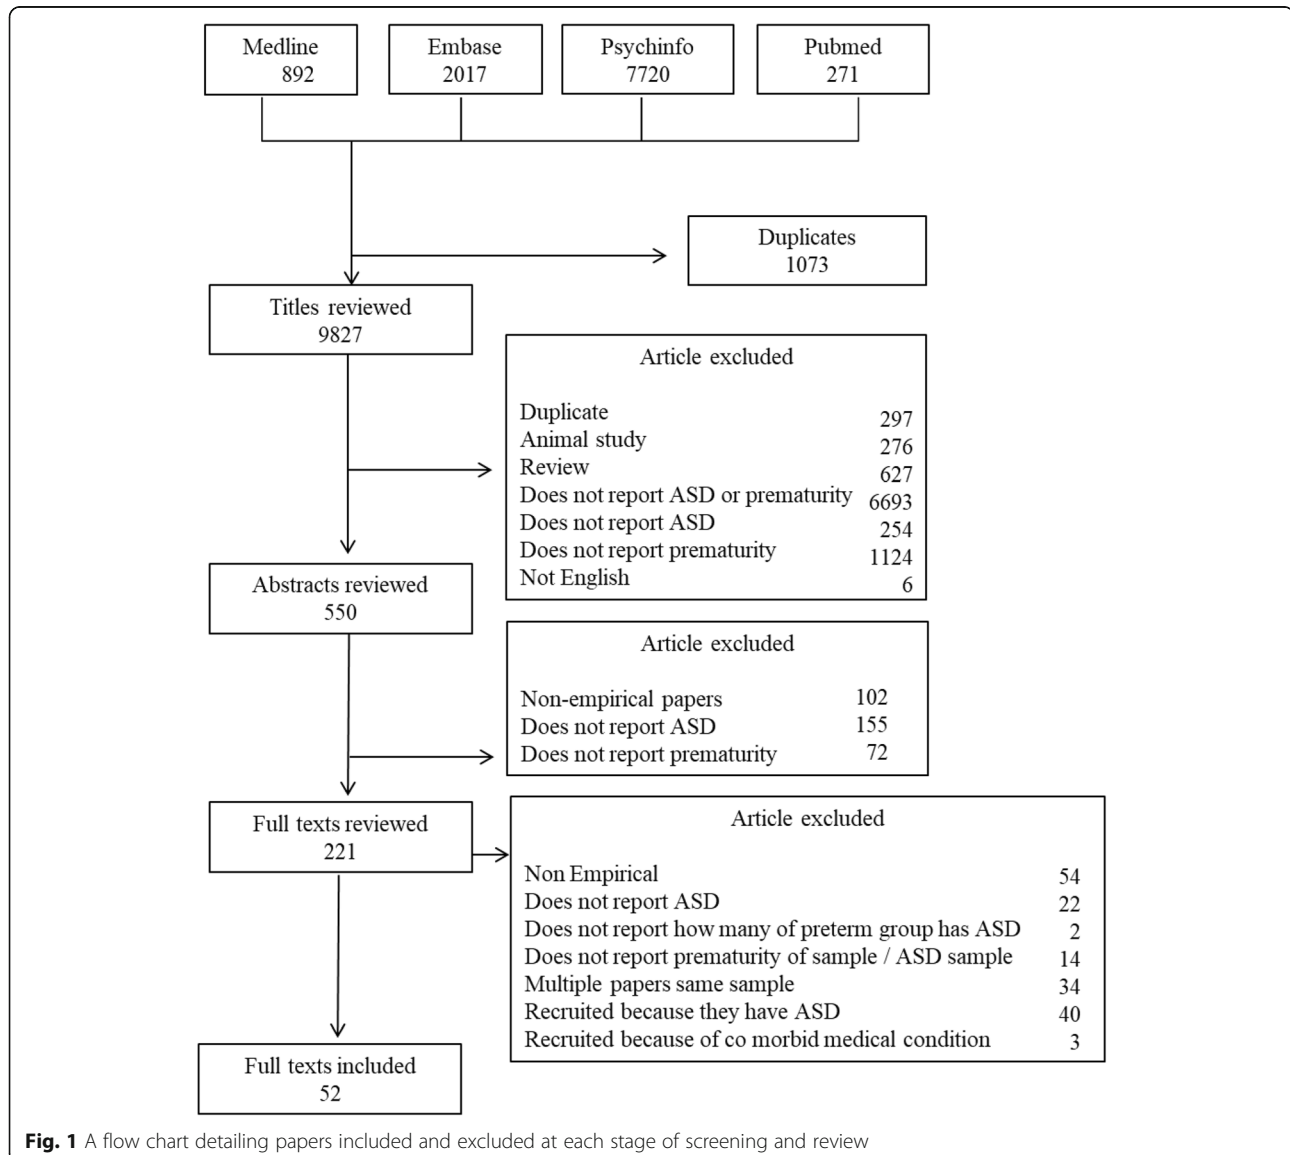 Medline
892
Embase
2017
Psychinfo
7720
Pubmed
271
Duplicates
1073
Titles reviewed
9827
Article excluded
Duplicate 297
Animal study 276
Review 627
Does not report ASD or prematurity 6693
Does not report ASD 254
Does not report prematurity 1124
Not English 6
Abstracts reviewed
550
Article excluded
Non-empirical papers 102
Does not report ASD 155
Does not report prematurity 72
Full texts reviewed
221
Article excluded
Non Empirical 54
Does not report ASD 22
Does not report how many of preterm group has ASD 2
Does not report prematurity of sample / ASD sample 14
Multiple papers same sample 34
Recruited because they have ASD 40
Recruited because of co morbid medical condition 3
Full texts included
52
Fig. 1 A flow chart detailing papers included and excluded at each stage of screening and review